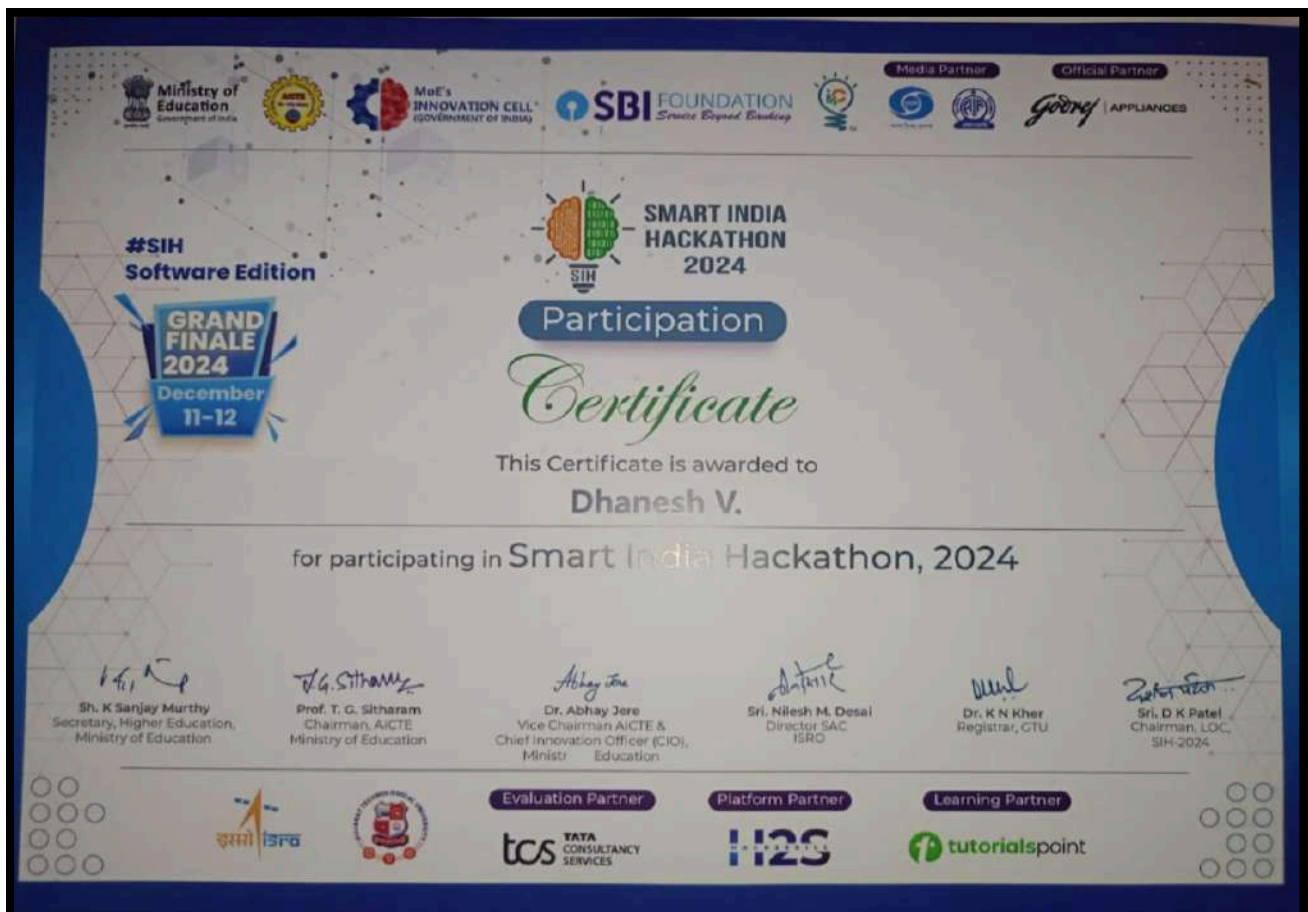 Ministry of
Education
Government of India
AICTE
MoE's
INNOVATION CELL
(GOVERNMENT OF INDIA)
SBI FOUNDATION
Service Beyond Banking
Media Partner
Official Partner
Godrej | APPLIANCES
#SIH
Software Edition
GRAND
FINALE
2024
December
11-12
SIH
SMART INDIA
HACKATHON
2024
Participation
Certificate
This Certificate is awarded to
Dhanesh V.
for participating in Smart India Hackathon, 2024
T.G. Sitharam
Abhay Jere
Sh. K Sanjay Murthy
Secretary, Higher Education,
Ministry of Education
Prof. T. G. Sitharam
Chairman, AICTE
Ministry of Education
Dr. Abhay Jere
Vice Chairman AICTE &
Chief Innovation Officer (CIO),
Ministr Education
Sri. Nilesh M. Desai
Director SAC
ISRO
Dr. K N Kher
Registrar, GTU
Sri. D K Patel
Chairman, LOC,
SIH-2024
इसरो isro
Evaluation Partner
tcs TATA
CONSULTANCY
SERVICES
Platform Partner
H2S
Learning Partner
tutorialspoint